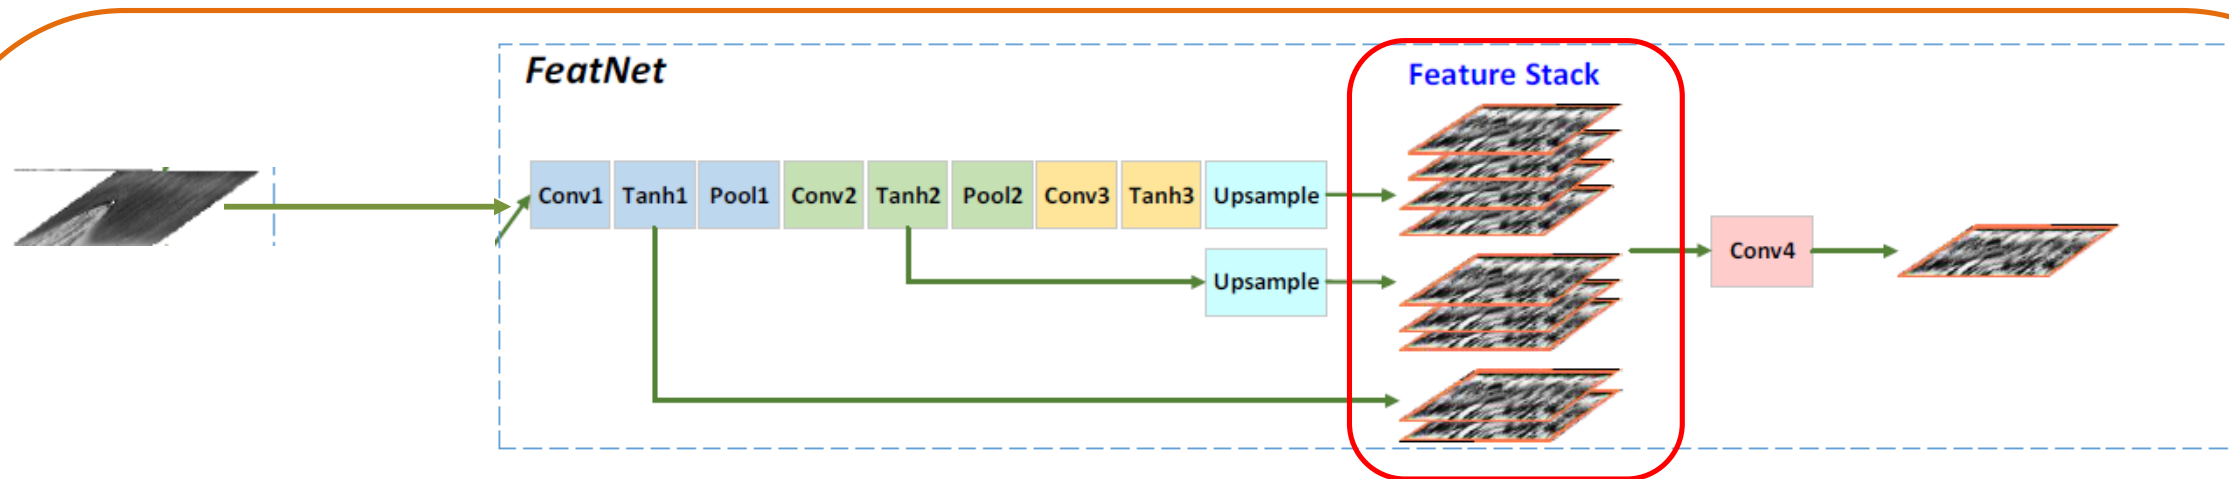 FeatNet
Feature Stack
Conv1 Tanh1 Pool1 Conv2 Tanh2 Pool2 Conv3 Tanh3 Upsample
Upsample
Conv4